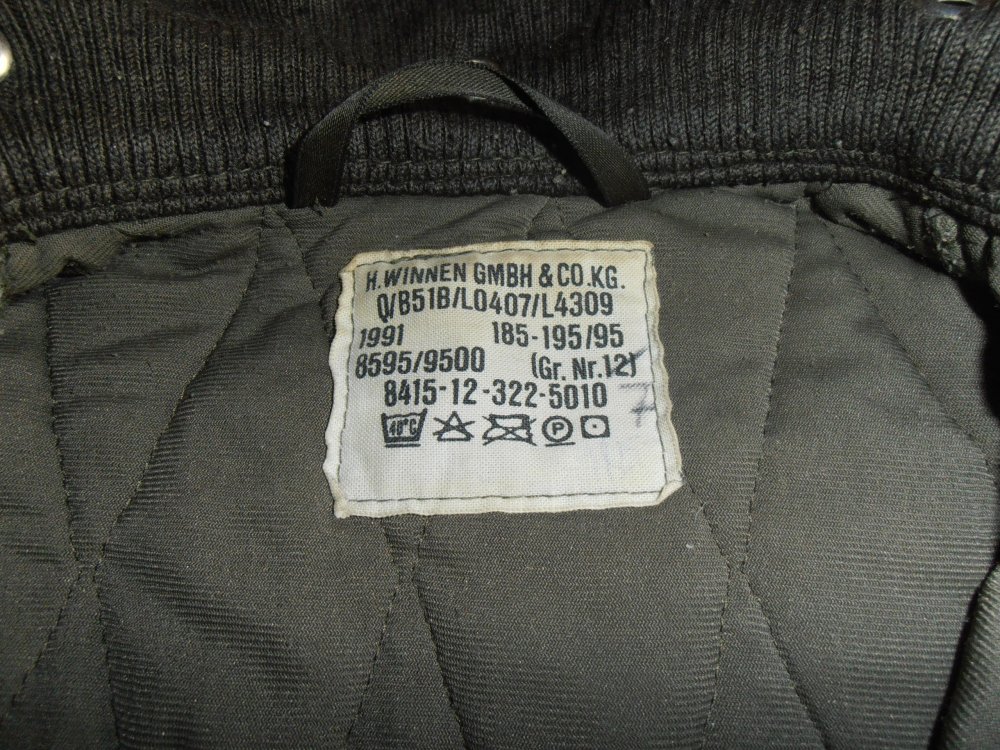 H.WINNEN GMBH & CO.KG.
Q/B51B/L0407/L4309
1991 185-195/95
8595/9500 (Gr. Nr.12)
8415-12-322-5010
40°C P